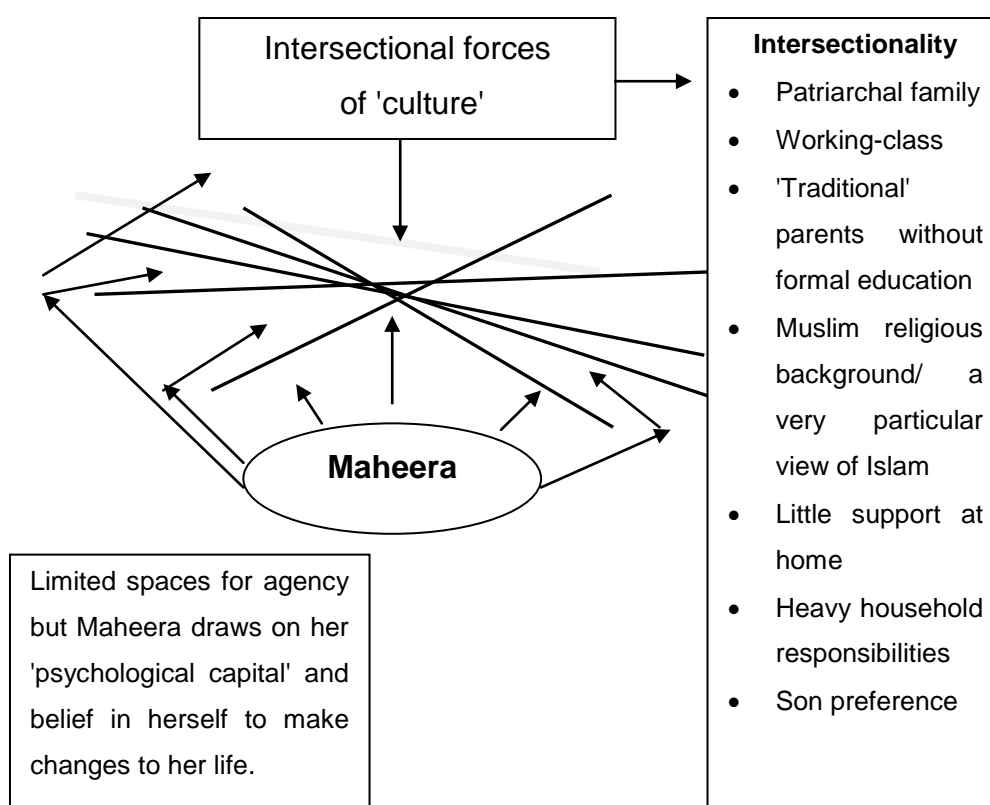 Intersectional forces
of 'culture'
Intersectionality
• Patriarchal family
• Working-class
• 'Traditional'
parents without
formal education
• Muslim religious
background/ a
very particular
view of Islam
• Little support at
home
• Heavy household
responsibilities
• Son preference
Maheera
Limited spaces for agency
but Maheera draws on her
'psychological capital' and
belief in herself to make
changes to her life.